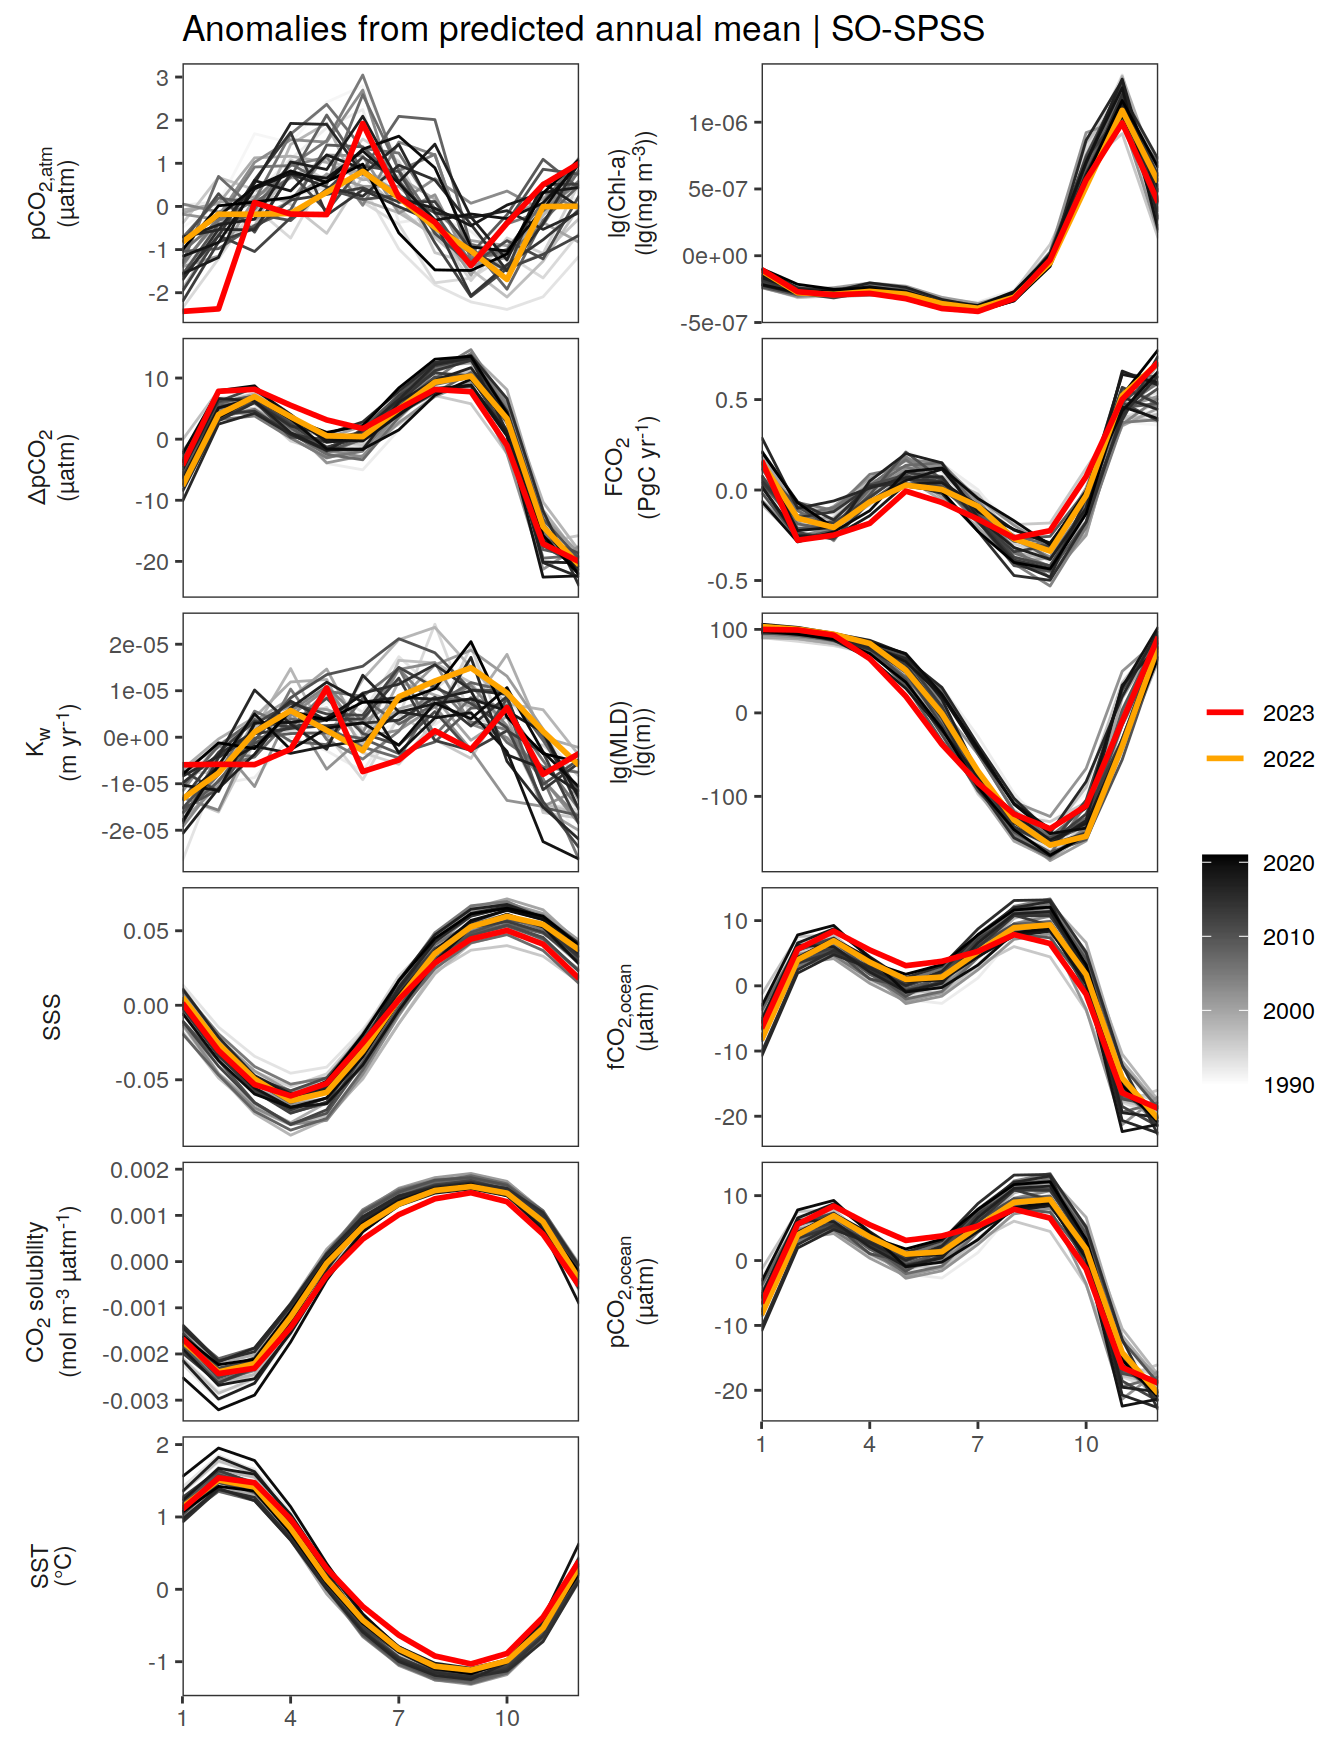 Anomalies from predicted annual mean | SO-SPSS
pCO2,atm
(µatm)
3
2
1
0
-1
-2
lg(Chl-a)
(lg(mg m-3))
1e-06
5e-07
0e+00
-5e-07
ΔpCO2
(µatm)
10
0
-10
-20
FCO2
(PgC yr-1)
0.5
0.0
-0.5
Kw
(m yr-1)
2e-05
1e-05
0e+00
-1e-05
-2e-05
lg(MLD)
(lg(m))
100
0
-100
SSS
0.05
0.00
-0.05
fCO2,ocean
(µatm)
10
0
-10
-20
CO2 solubility
(mol m-3 µatm-1)
0.002
0.001
0.000
-0.001
-0.002
-0.003
pCO2,ocean
(µatm)
10
0
-10
-20
1 4 7 10
SST
(°C)
2
1
0
-1
1 4 7 10
2023
2022
2020
2010
2000
1990